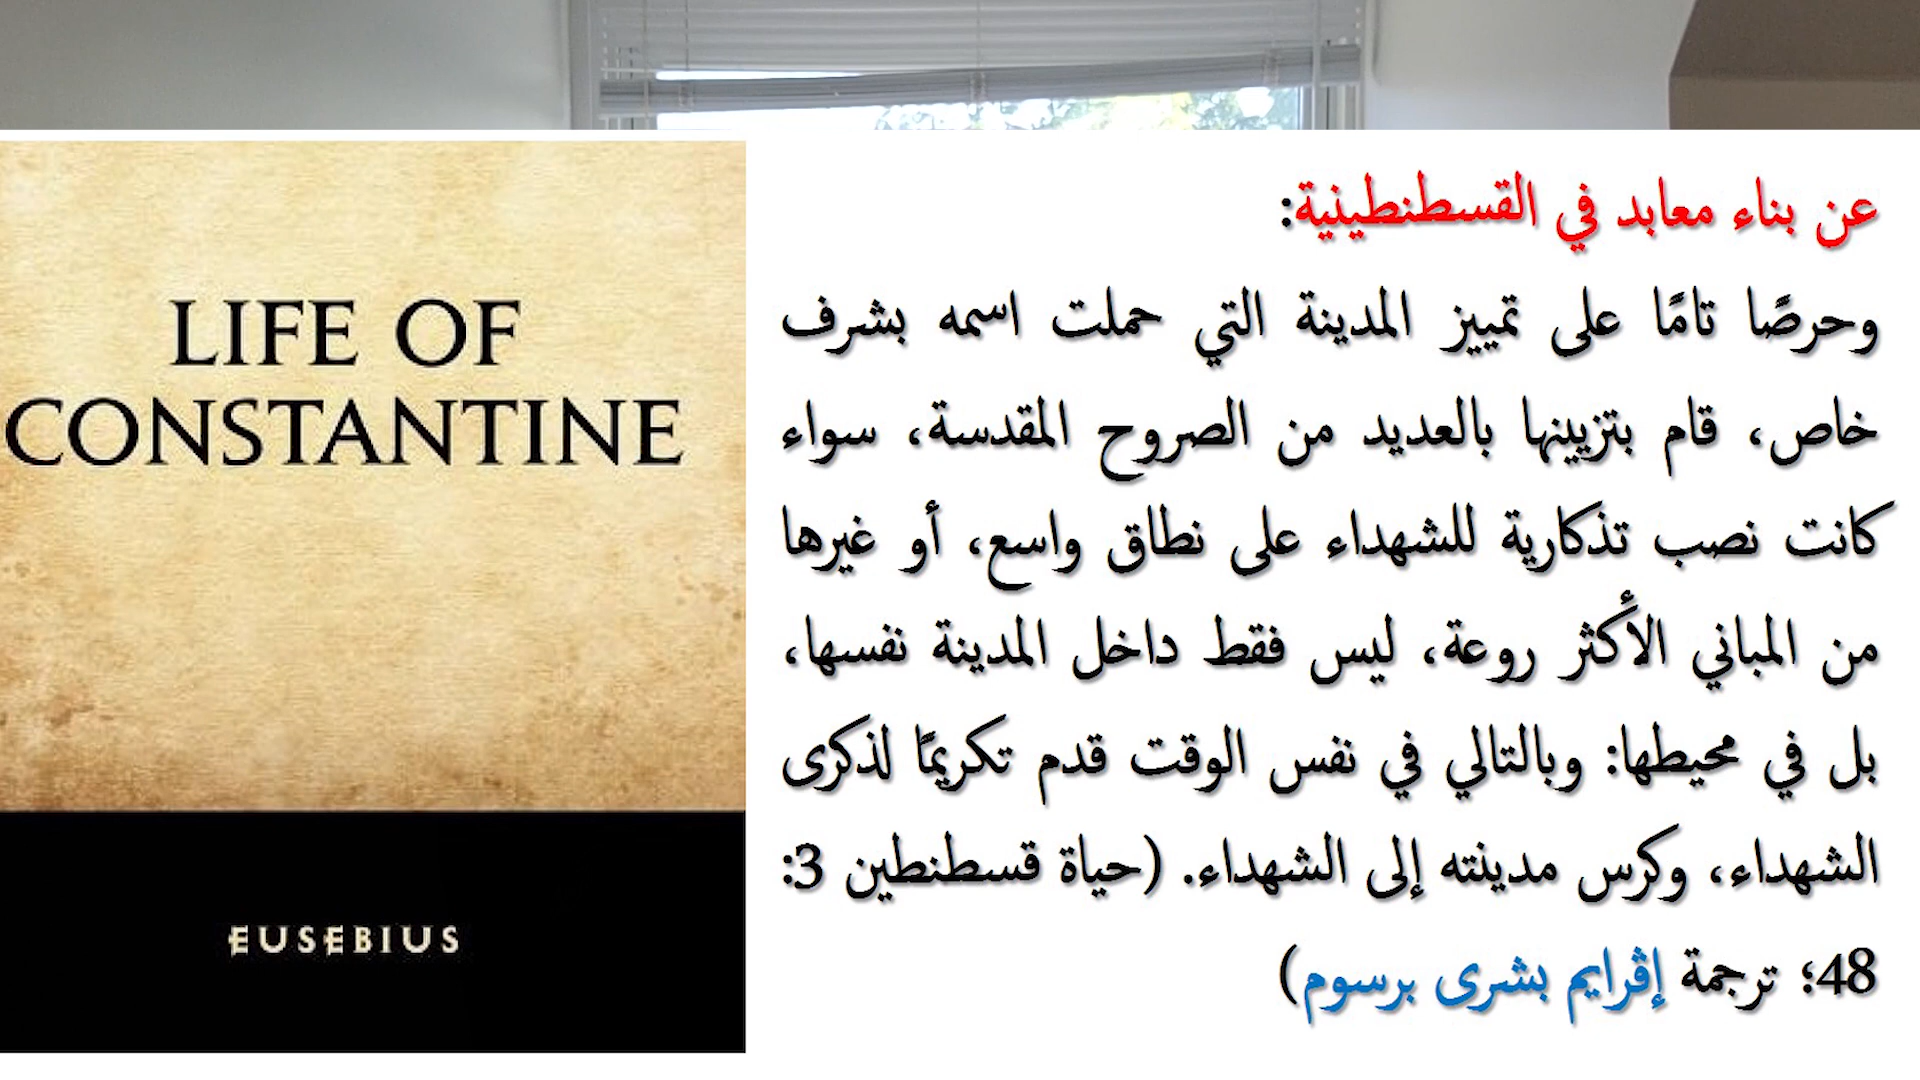 LIFE OF
CONSTANTINE
EUSEBIUS
عن بناء معابد في القسطنطينية:
وحرصًا تامًا على تمييز المدينة التي حملت اسمه بشرف
خاص، قام بتزيينها بالعديد من الصروح المقدسة، سواء
كانت نصب تذكارية للشهداء على نطاق واسع، أو غيرها
من المباني الأكثر روعة، ليس فقط داخل المدينة نفسها،
بل في محيطها: وبالتالي في نفس الوقت قدم تكريمًا لذكرى
الشهداء، وكرس مدينته إلى الشهداء. (حياة قسطنطين 3:
48؛ ترجمة إڤرايم بشرى برسوم)